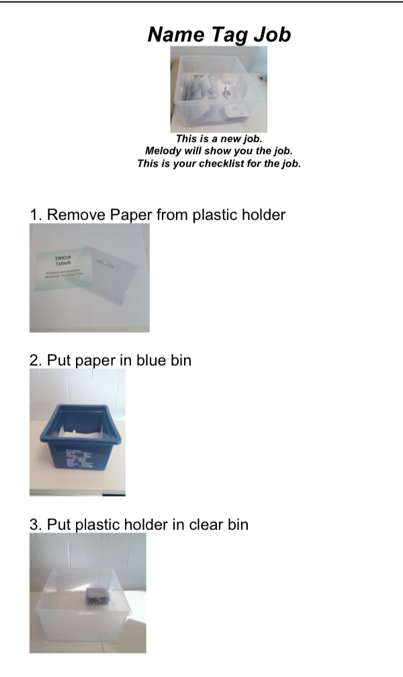 Name Tag Job
This is a new job.
Melody will show you the job.
This is your checklist for the job.
1. Remove Paper from plastic holder
TRICIA
Talbott
2. Put paper in blue bin
3. Put plastic holder in clear bin